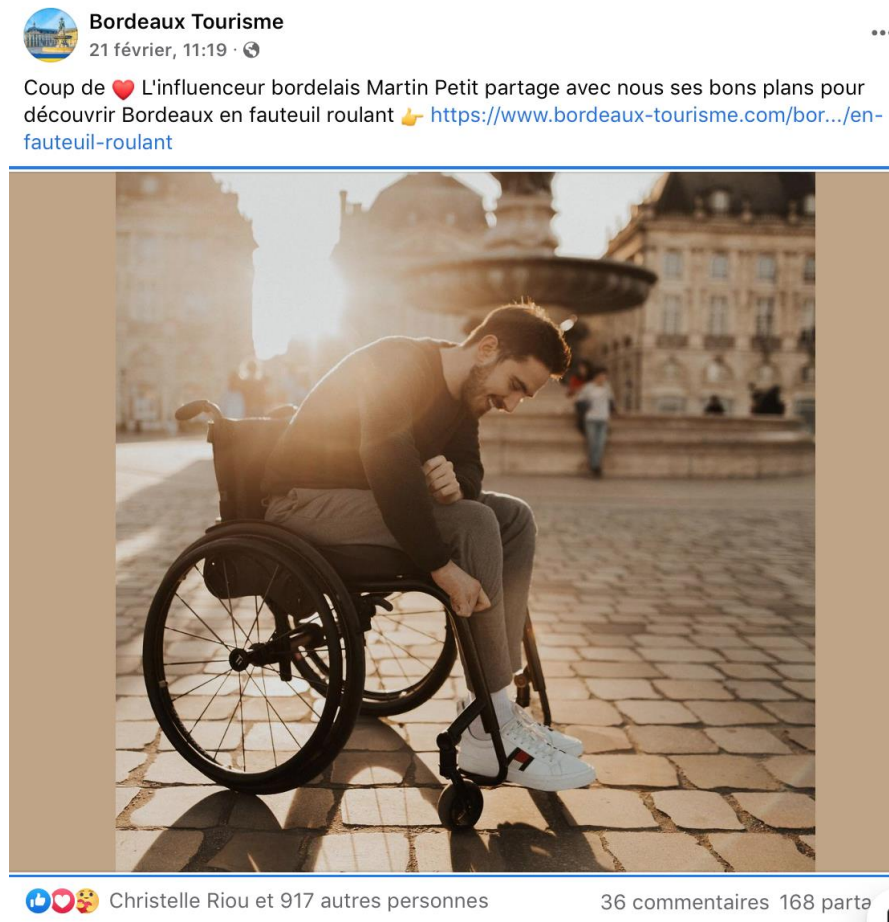 Bordeaux Tourisme
21 février, 11:19 ·
Coup de ❤️ L'influenceur bordelais Martin Petit partage avec nous ses bons plans pour
découvrir Bordeaux en fauteuil roulant 👉 https://www.bordeaux-tourisme.com/bor.../en-
fauteuil-roulant
Christelle Riou et 917 autres personnes
36 commentaires 168 parta